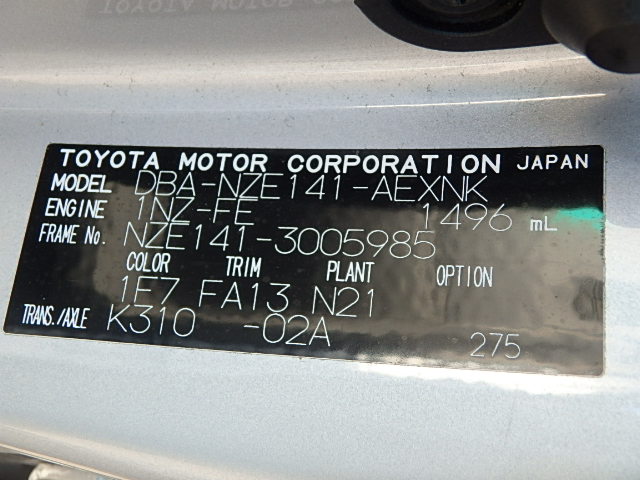 TOYOTA MOTOR CORPORATION JAPAN
MODEL DBA-NZE141-AEXNK
ENGINE 1NZ-FE 1496 mL
FRAME No. NZE141-3005985
COLOR TRIM PLANT OPTION
1E7 FA13 N21
TRANS./AXLE K310 -02A
275